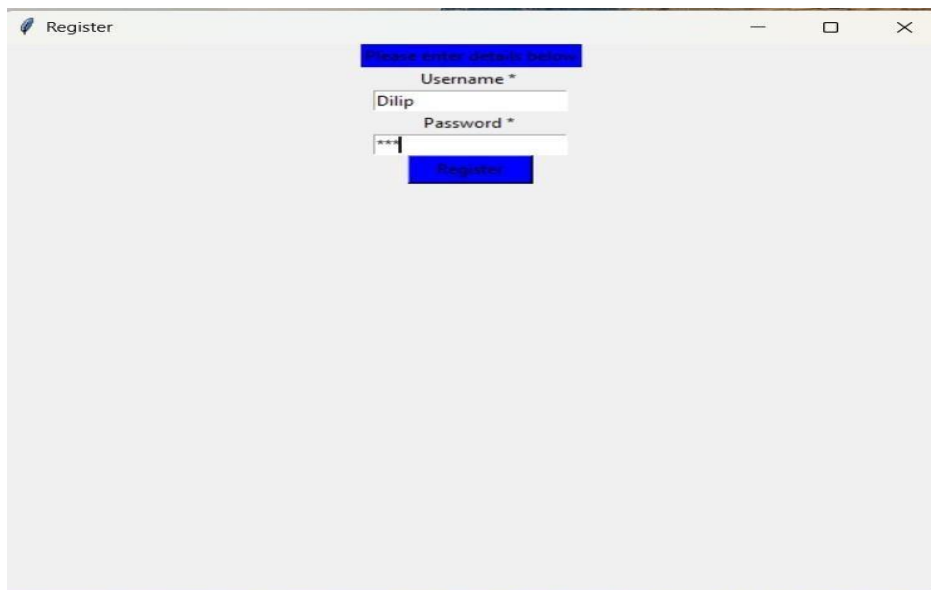 Register
Please enter details below
Username *
Dilip
Password *
***
Register